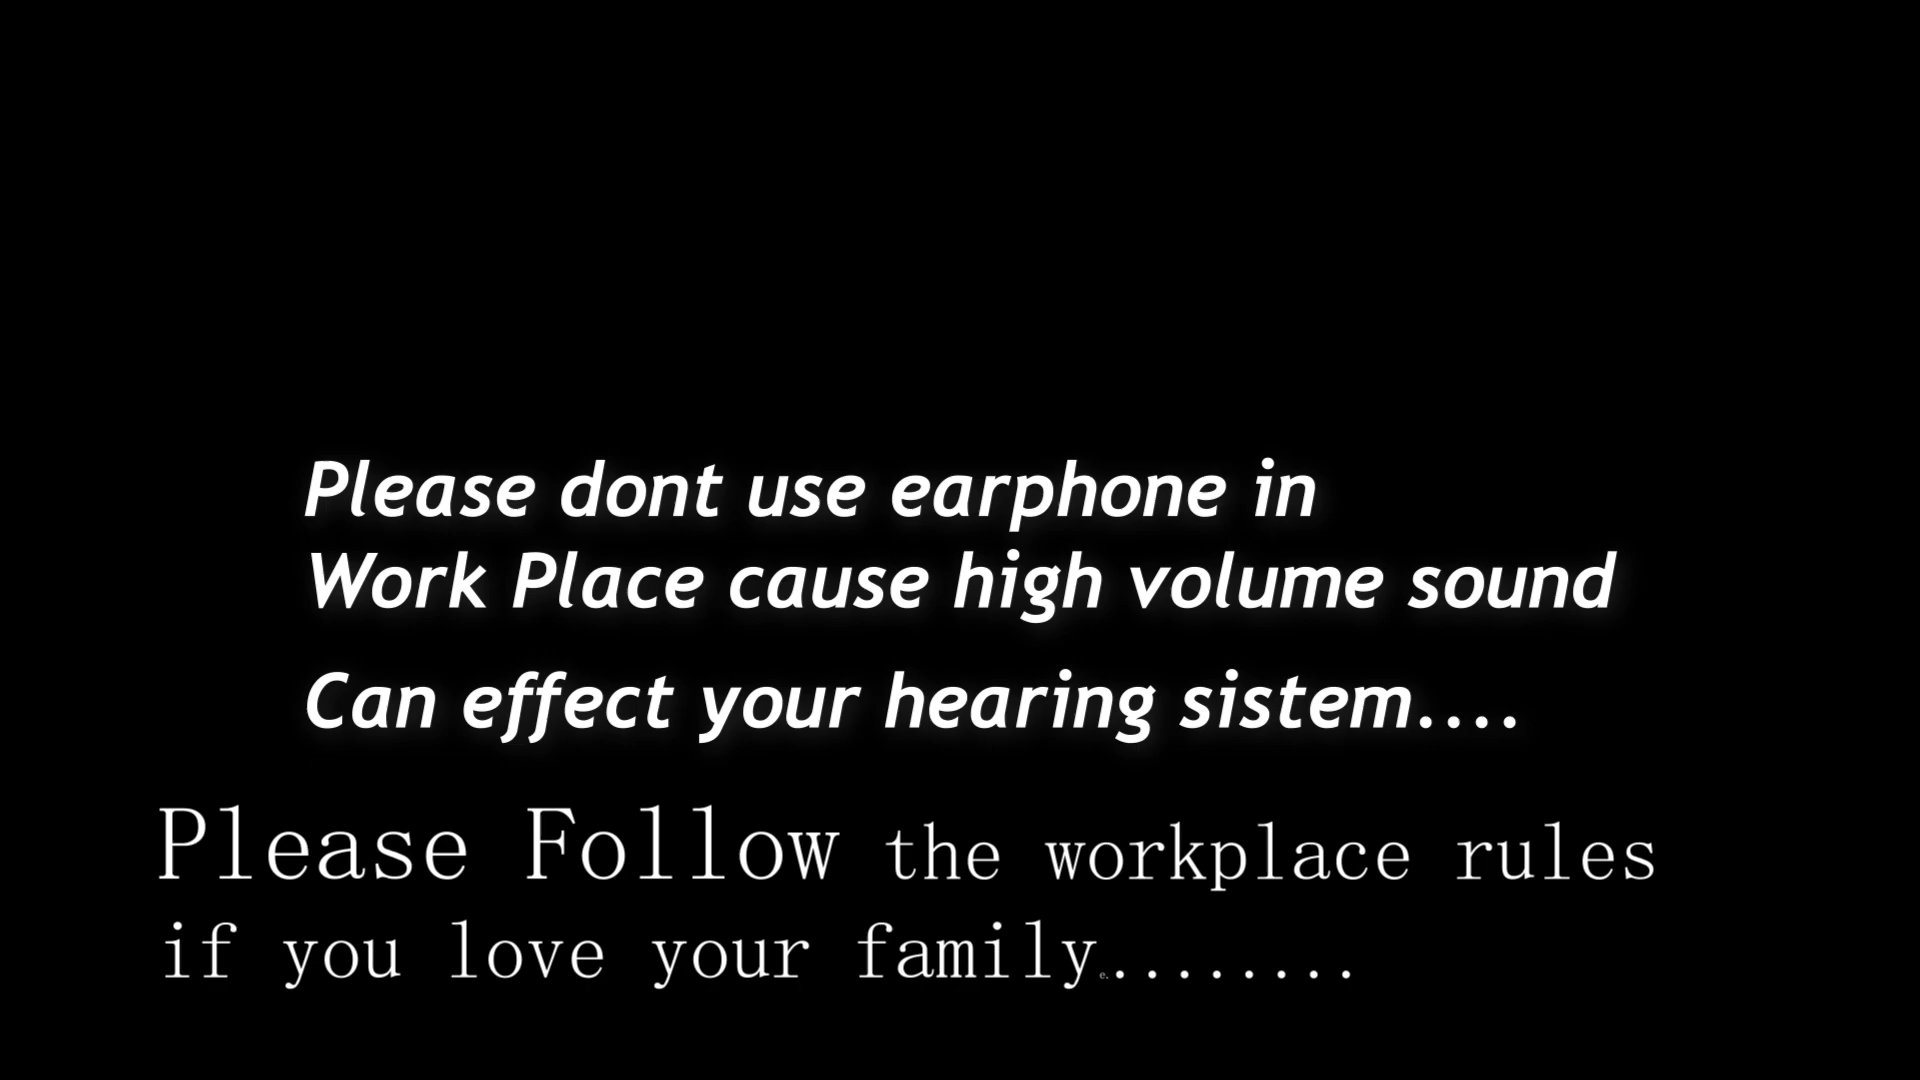 Please dont use earphone in
Work Place cause high volume sound
Can effect your hearing sistem....
Please Follow the workplace rules
if you love your familye.........